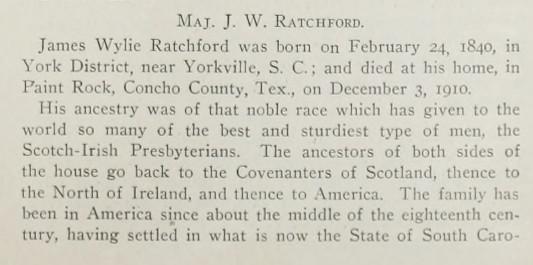 Maj. J. W. Ratchford.
James Wylie Ratchford was born on February 24, 1840, in
York District, near Yorkville, S. C.; and died at his home, in
Paint Rock, Concho County, Tex., on December 3, 1910.
His ancestry was of that noble race which has given to the
world so many of the best and sturdiest type of men, the
Scotch-Irish Presbyterians. The ancestors of both sides of
the house go back to the Covenanters of Scotland, thence to
the North of Ireland, and thence to America. The family has
been in America since about the middle of the eighteenth cen-
tury, having settled in what is now the State of South Caro-